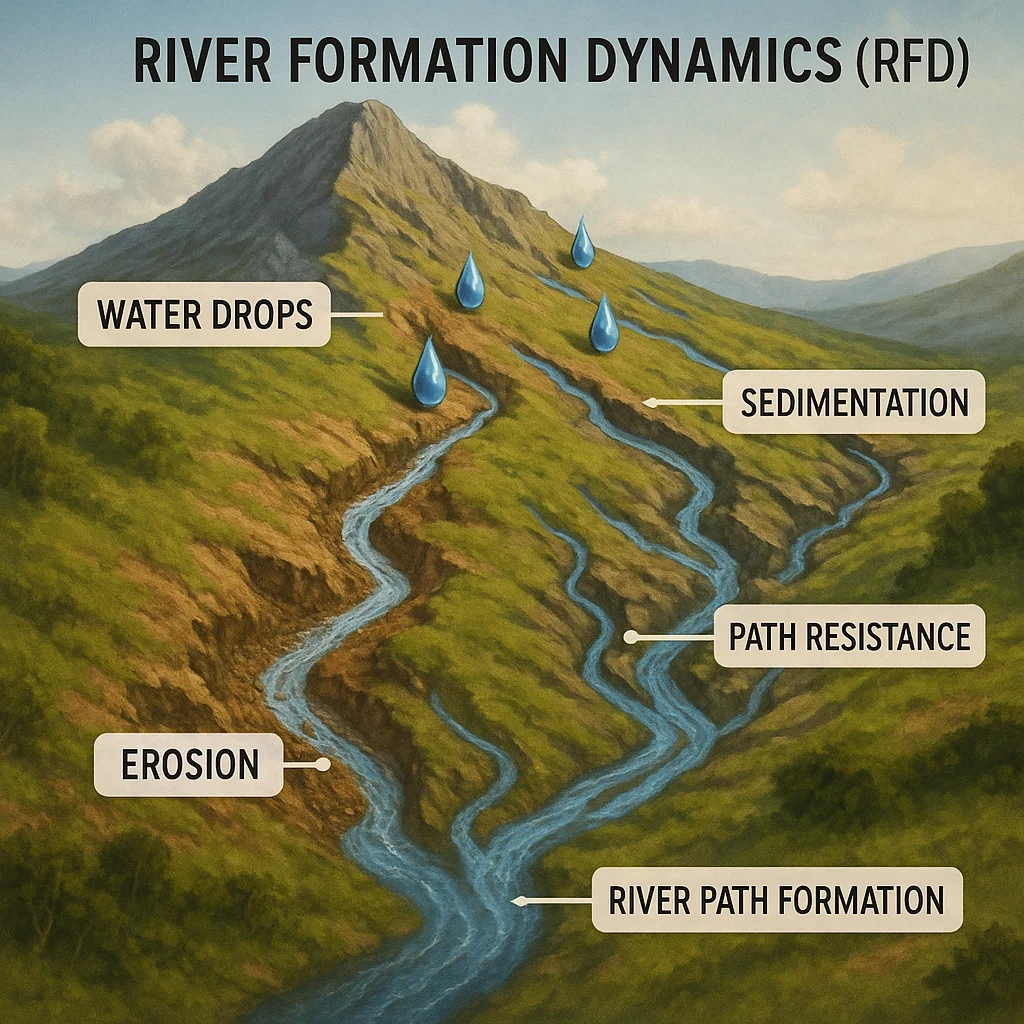 RIVER FORMATION DYNAMICS (RFD)
WATER DROPS
SEDIMENTATION
PATH RESISTANCE
EROSION
RIVER PATH FORMATION